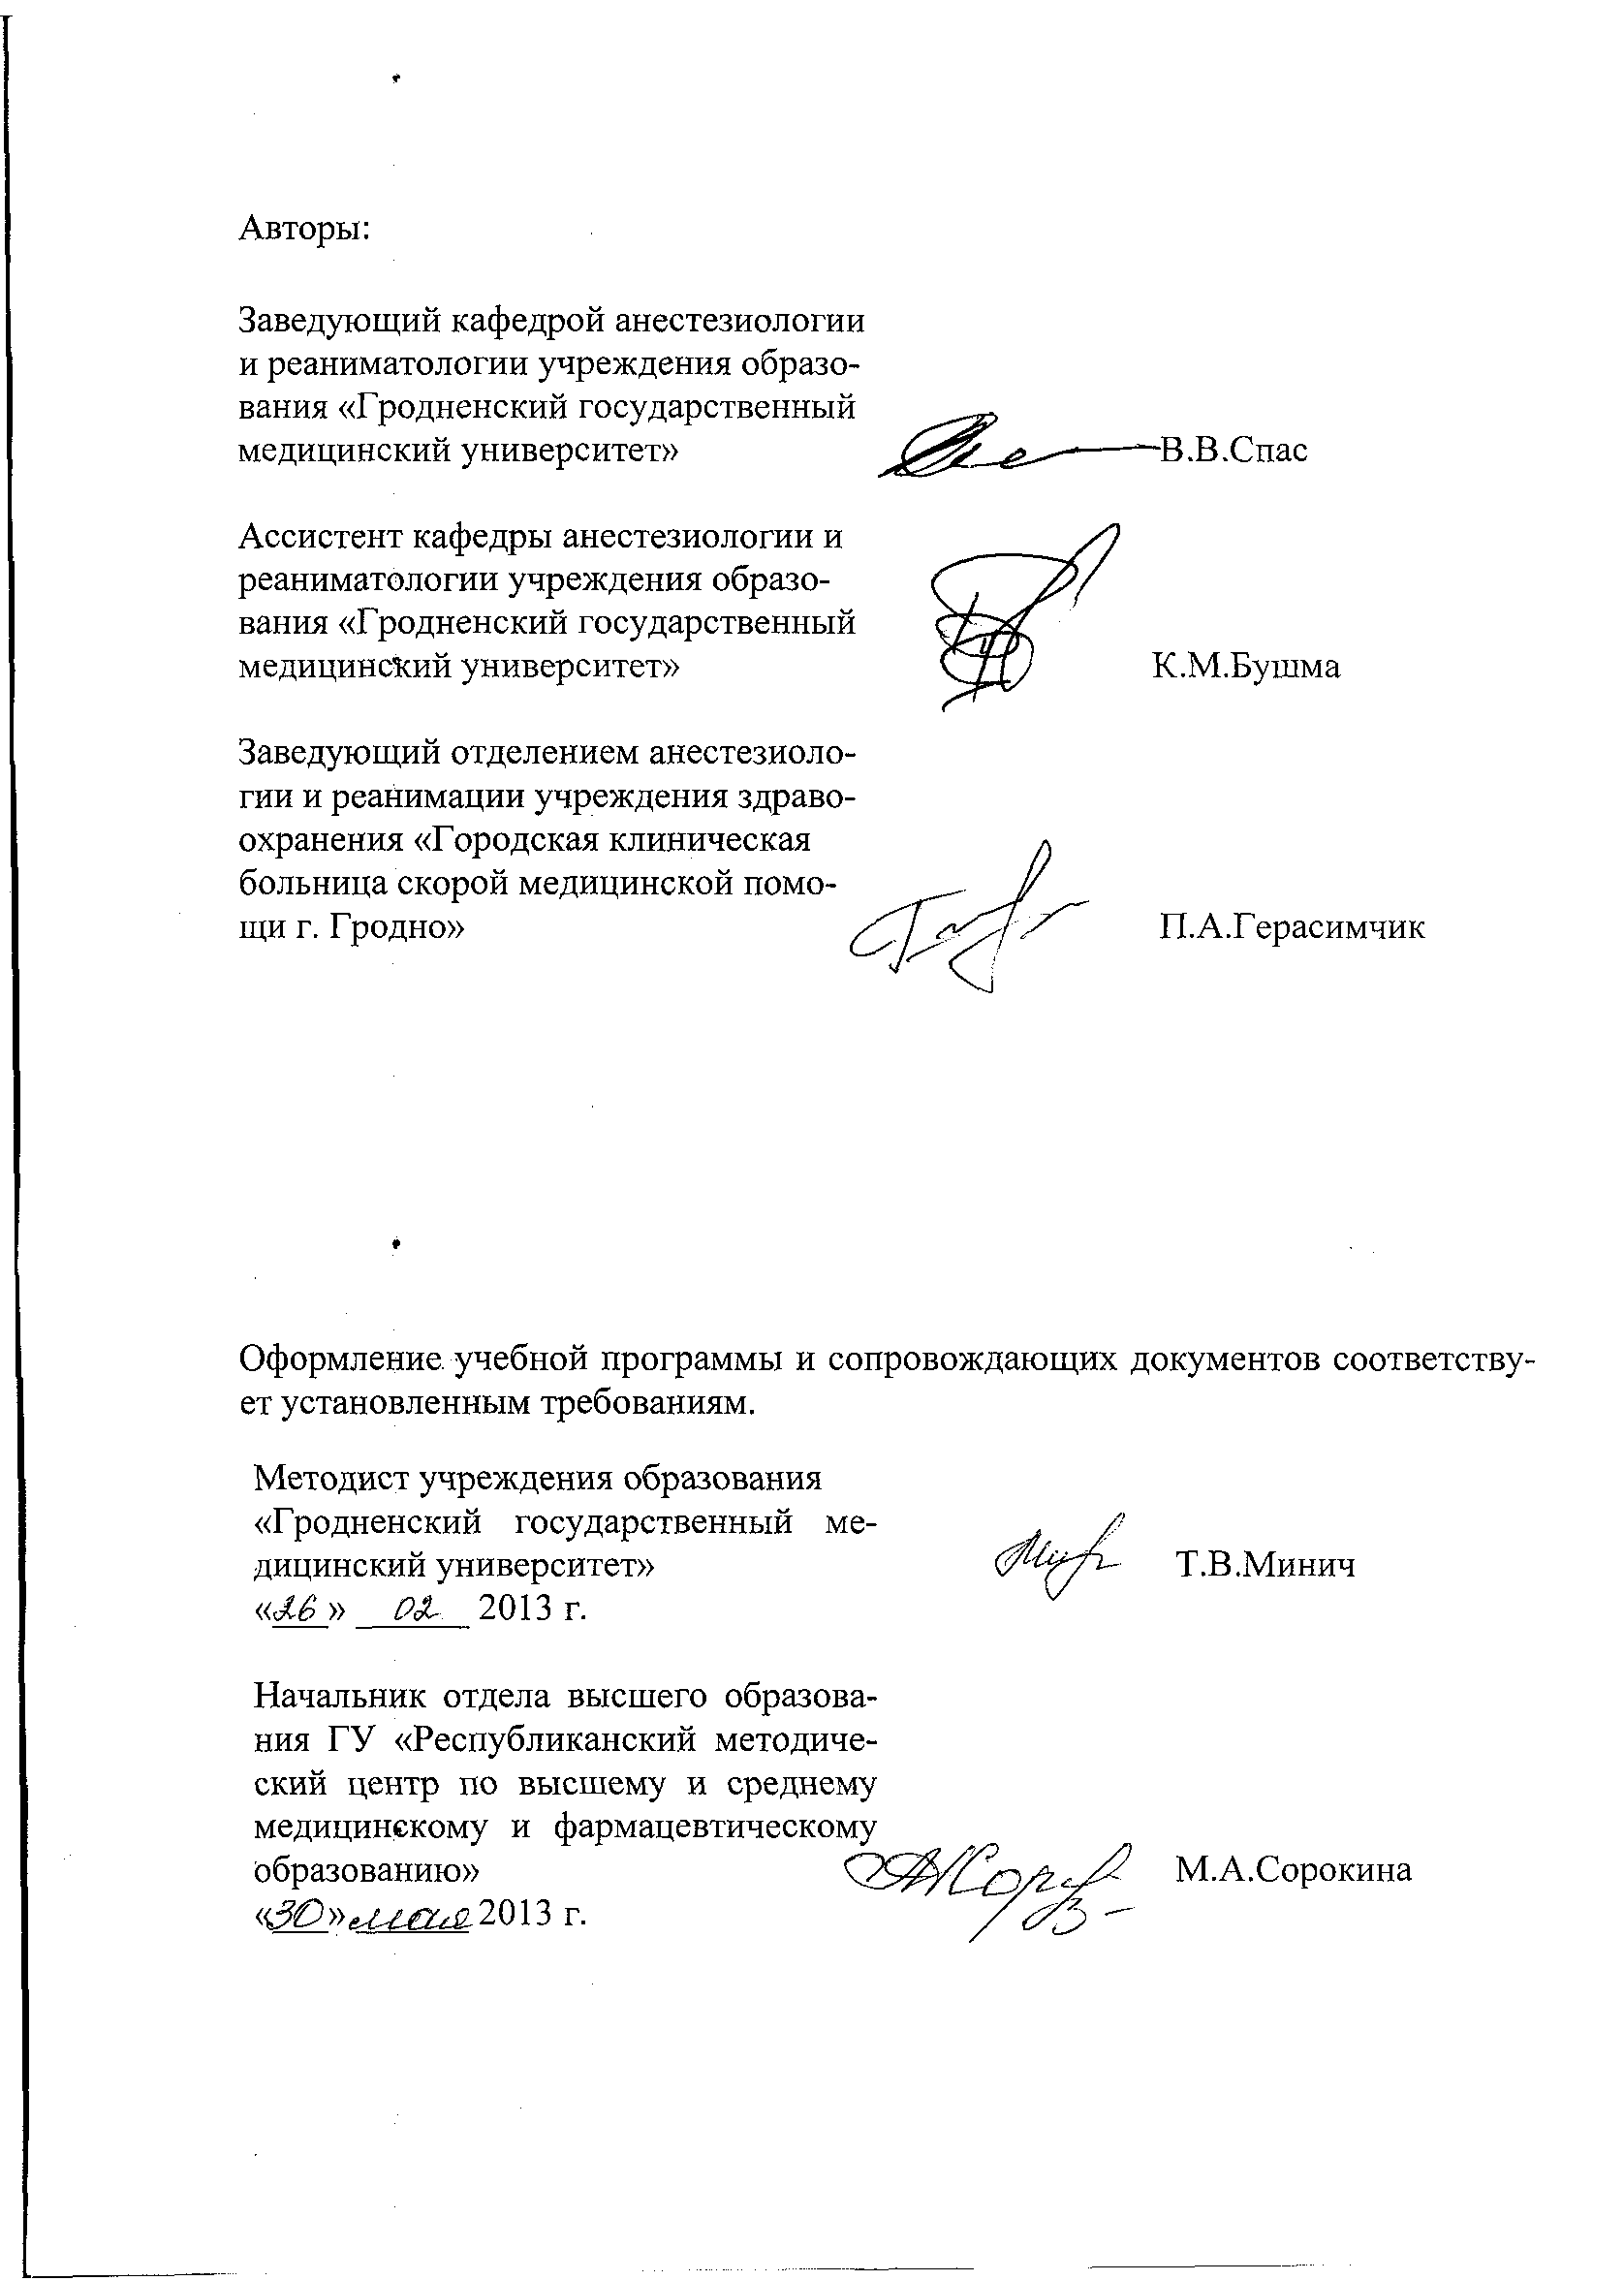 Авторы:
Заведующий кафедрой анестезиологии
и реаниматологии учреждения образо-
вания «Гродненский государственный
медицинский университет» В.В.Спас
Ассистент кафедры анестезиологии и
реаниматологии учреждения образо-
вания «Гродненский государственный
медицинский университет» К.М.Бушма
Заведующий отделением анестезиоло-
гии и реанимации учреждения здраво-
охранения «Городская клиническая
больница скорой медицинской помо-
щи г. Гродно» П.А.Герасимчик
Оформление учебной программы и сопровождающих документов соответству-
ет установленным требованиям.
Методист учреждения образования
«Гродненский государственный ме-
дицинский университет» Т.В.Минич
«26» 02 2013 г.
Начальник отдела высшего образова-
ния ГУ «Республиканский методиче-
ский центр по высшему и среднему
медицинскому и фармацевтическому
образованию» М.А.Сорокина
«30» мая 2013 г.